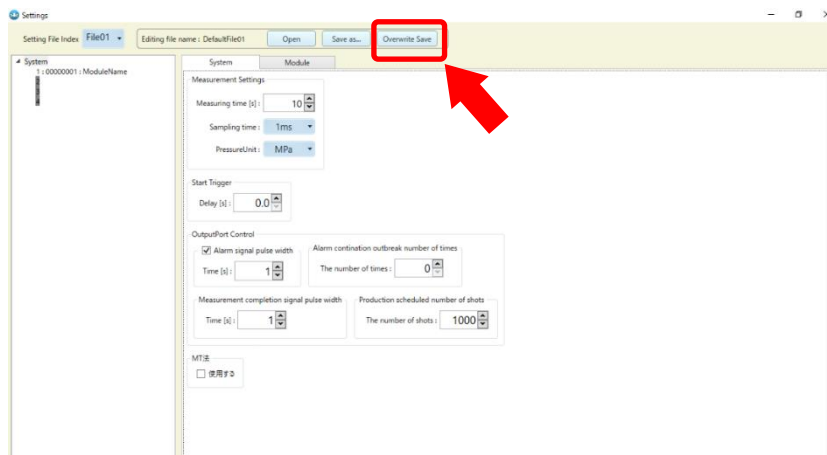 Settings
Setting File Index File01
Editing file name : DefaultFile01 Open Save as... Overwrite Save
System
1 : 00000001 : ModuleName
2
3
4
System Module
Measurement Settings
Measuring time [s] : 10
Sampling time : 1ms
PressureUnit : MPa
Start Trigger
Delay [s] : 0.0
OutputPort Control
Alarm signal pulse width
Time [s] : 1
Alarm contination outbreak number of times
The number of times : 0
Measurement completion signal pulse width
Time [s] : 1
Production scheduled number of shots
The number of shots : 1000
MT法
使用する